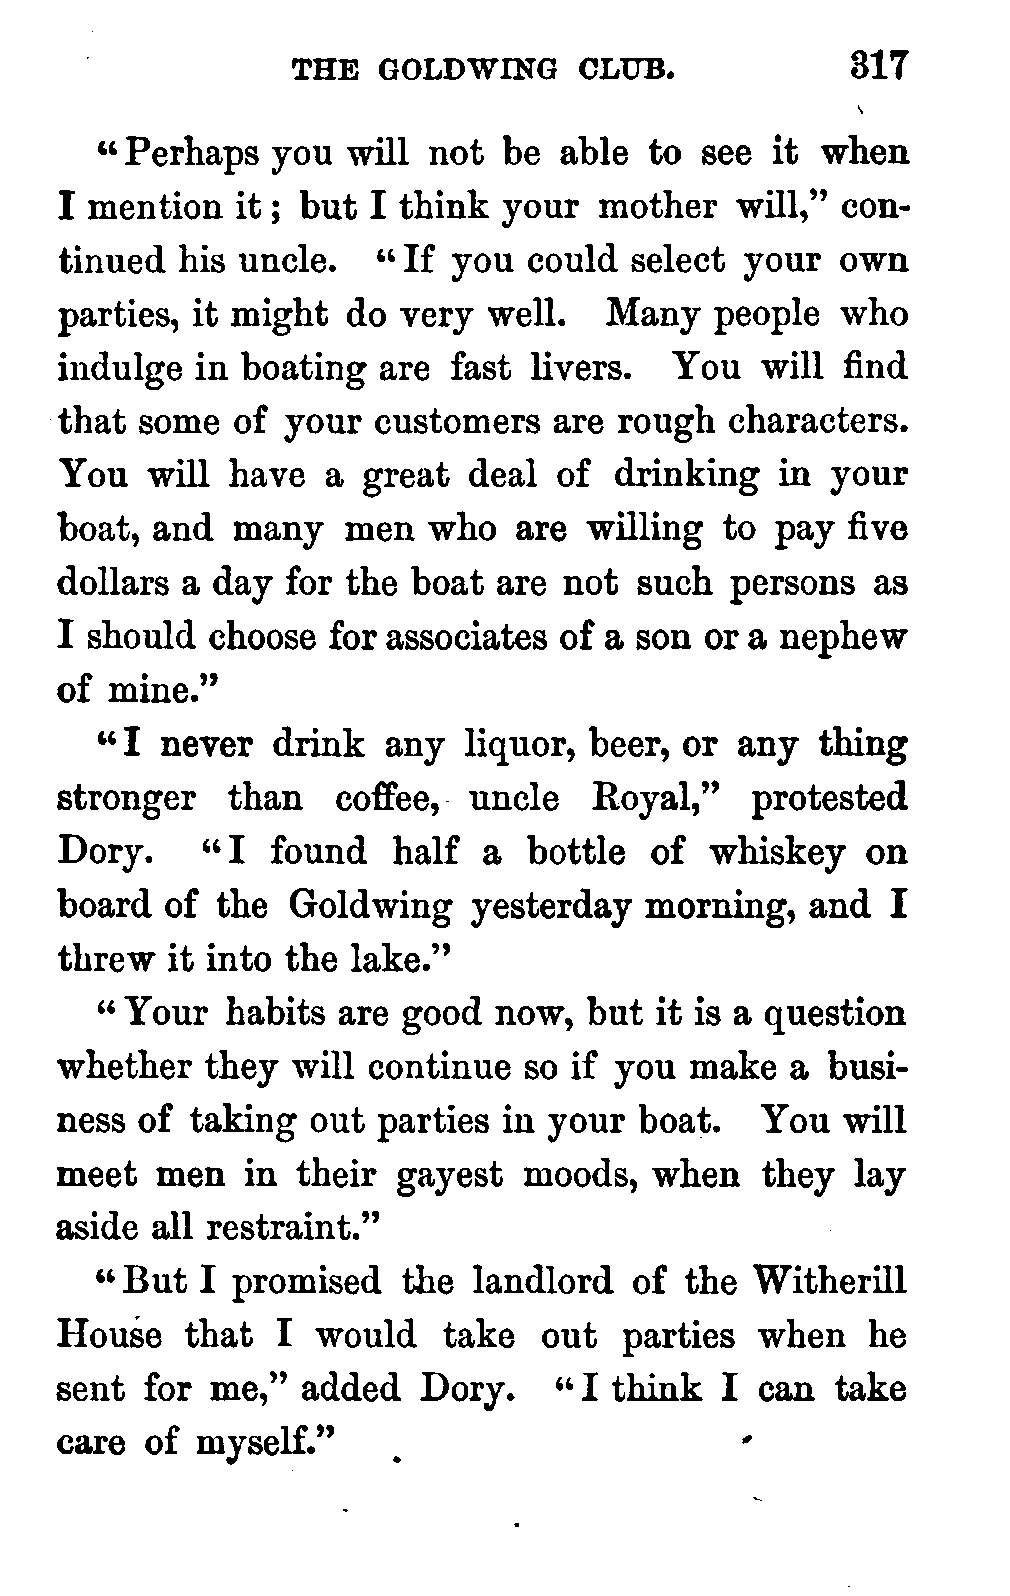 THE GOLDWING CLUB. 317
“Perhaps you will not be able to see it when
I mention it; but I think your mother will,” con-
tinued his uncle. “If you could select your own
parties, it might do very well. Many people who
indulge in boating are fast livers. You will find
that some of your customers are rough characters.
You will have a great deal of drinking in your
boat, and many men who are willing to pay five
dollars a day for the boat are not such persons as
I should choose for associates of a son or a nephew
of mine.”
“I never drink any liquor, beer, or any thing
stronger than coffee, uncle Royal,” protested
Dory. “I found half a bottle of whiskey on
board of the Goldwing yesterday morning, and I
threw it into the lake.”
“Your habits are good now, but it is a question
whether they will continue so if you make a busi-
ness of taking out parties in your boat. You will
meet men in their gayest moods, when they lay
aside all restraint.”
“But I promised the landlord of the Witherill
House that I would take out parties when he
sent for me,” added Dory. “I think I can take
care of myself.”